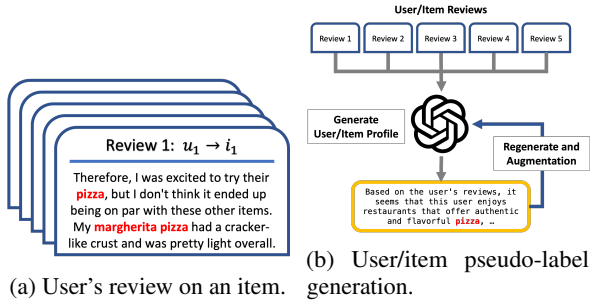 Review 1: u₁ → i₁
Therefore, I was excited to try their
pizza, but I don't think it ended up
being on par with these other items.
My margherita pizza had a cracker-
like crust and was pretty light overall.
(a) User's review on an item.
User/Item Reviews
Review 1
Review 2
Review 3
Review 4
Review 5
Generate
User/Item Profile
Regenerate and
Augmentation
Based on the user's reviews, it
seems that this user enjoys
restaurants that offer authentic
and flavorful pizza, …
(b) User/item pseudo-label
generation.